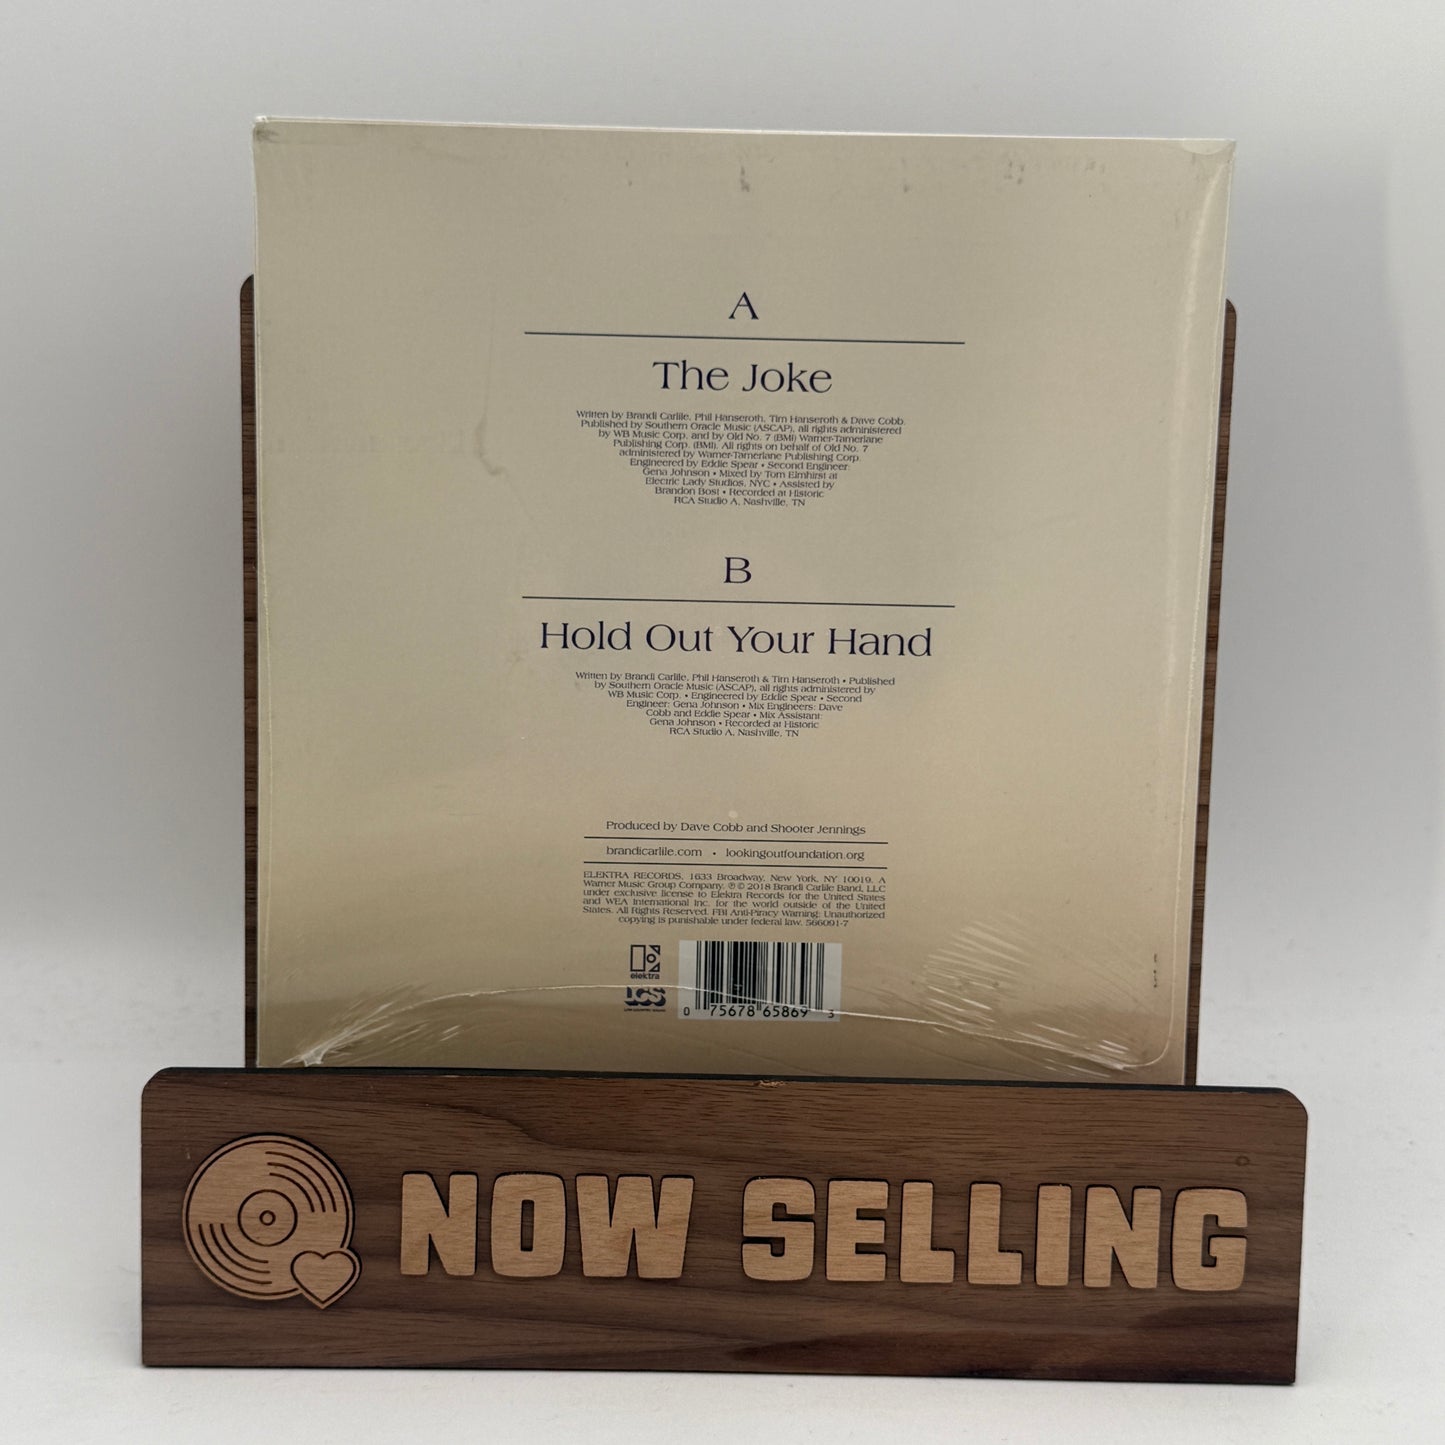 A
The Joke
Written by Brandi Carlile, Phil Hanseroth, Tim Hanseroth & Dave Cobb.
Published by Southern Oracle Music (ASCAP), all rights administered
by WB Music Corp. and by Old No. 7 (BMI) Warner-Tamerlane
Publishing Corp. (BMI). All rights on behalf of Old No. 7
administered by Warner-Tamerlane Publishing Corp.
Engineered by Eddie Spear • Second Engineer:
Gena Johnson • Mixed by Tom Elmhirst at
Electric Lady Studios, NYC • Assisted by
Brandon Bost • Recorded at Historic
RCA Studio A, Nashville, TN
B
Hold Out Your Hand
Written by Brandi Carlile, Phil Hanseroth & Tim Hanseroth • Published
by Southern Oracle Music (ASCAP), all rights administered by
WB Music Corp. • Engineered by Eddie Spear • Second
Engineer: Gena Johnson • Mix Engineers: Dave
Cobb and Eddie Spear • Mix Assistant:
Gena Johnson • Recorded at Historic
RCA Studio A, Nashville, TN
Produced by Dave Cobb and Shooter Jennings
brandicarlile.com • lookingoutfoundation.org
ELEKTRA RECORDS, 1633 Broadway, New York, NY 10019. A
Warner Music Group Company. ℗ © 2018 Brandi Carlile Band, LLC
under exclusive license to Elektra Records for the United States
and WEA International Inc. for the world outside of the United
States. All Rights Reserved. FBI Anti-Piracy Warning: Unauthorized
copying is punishable under federal law. 566091-7
elektra
LCS
LOW COUNTRY SOUND
0 75678 65869 3
NOW SELLING